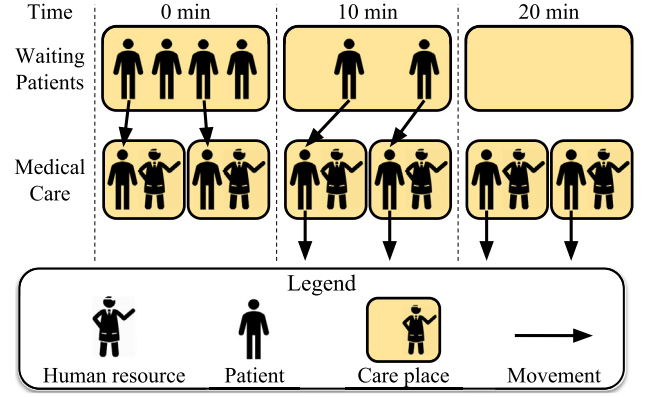 Time 0 min 10 min 20 min
Waiting
Patients
Medical
Care
Legend
Human resource Patient Care place Movement